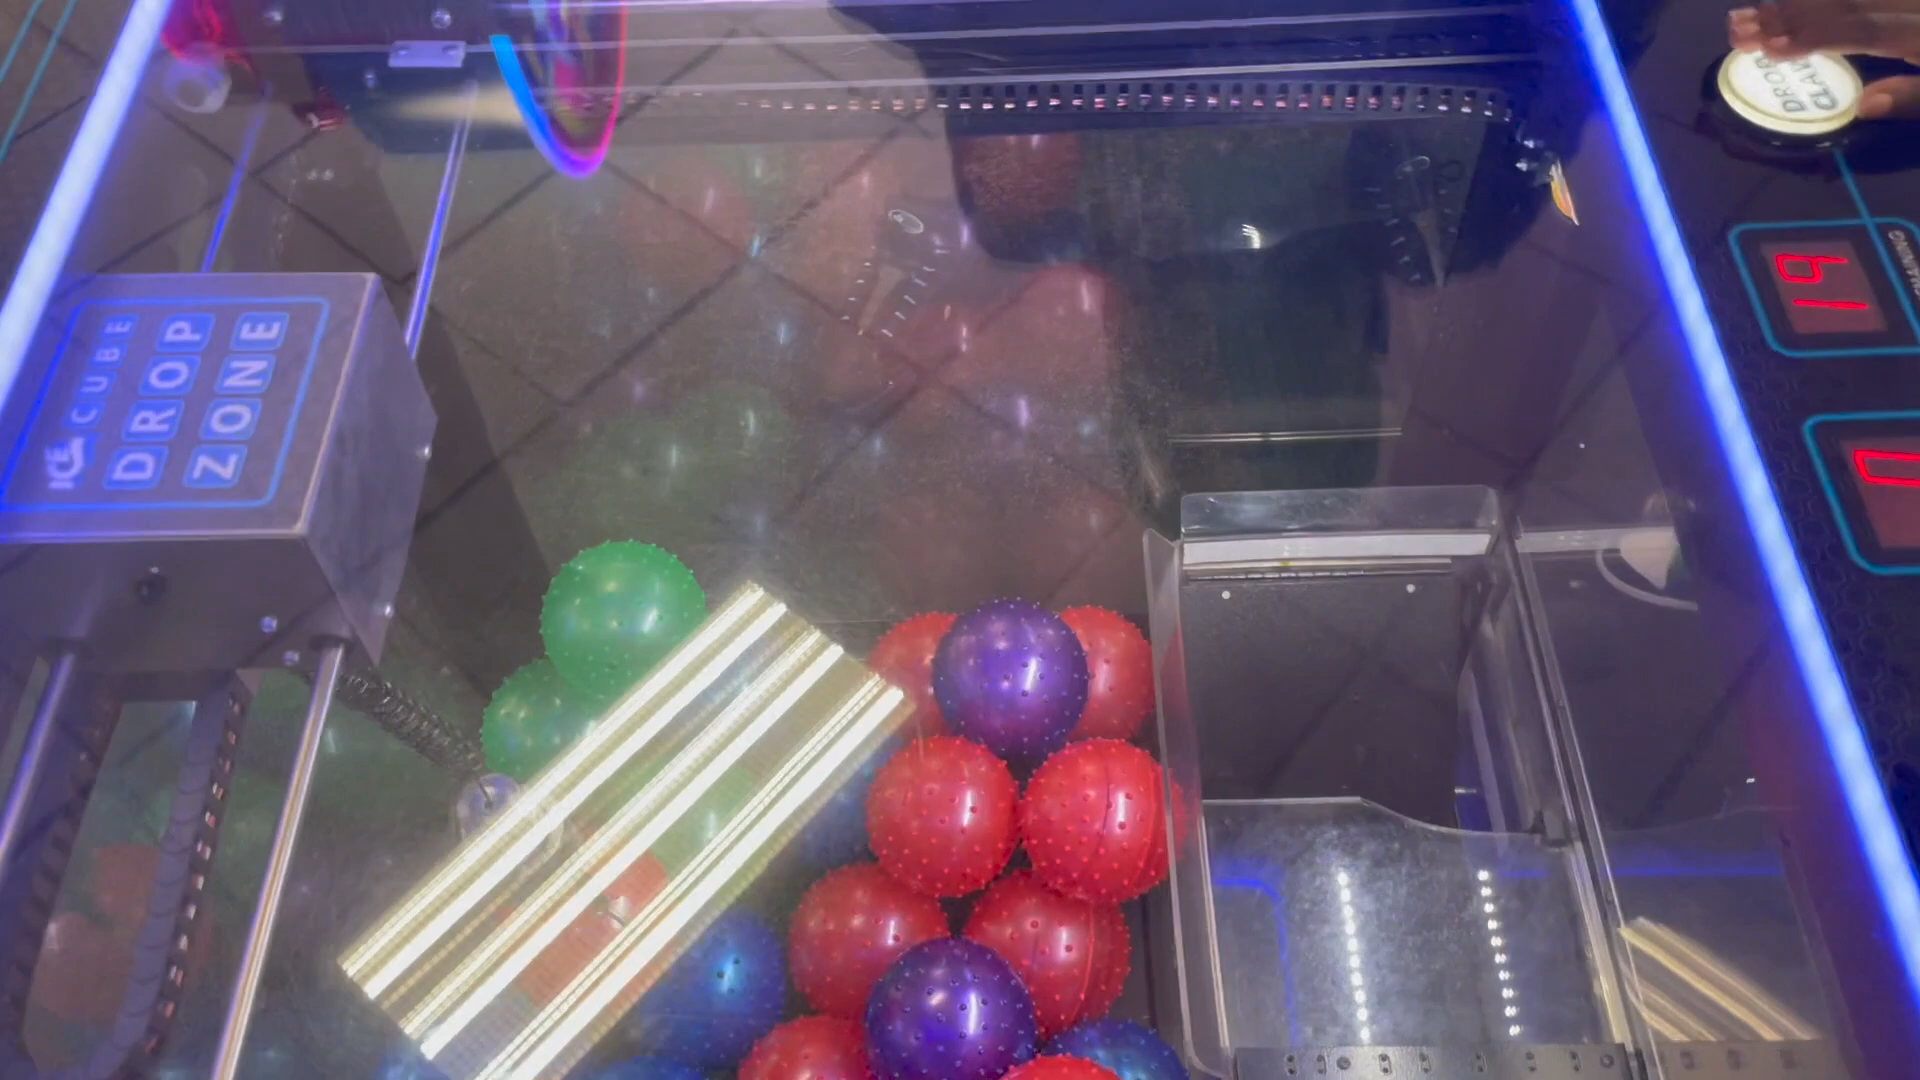 ICE CUBE
DROP
ZONE
DROP
CLAW
19
0